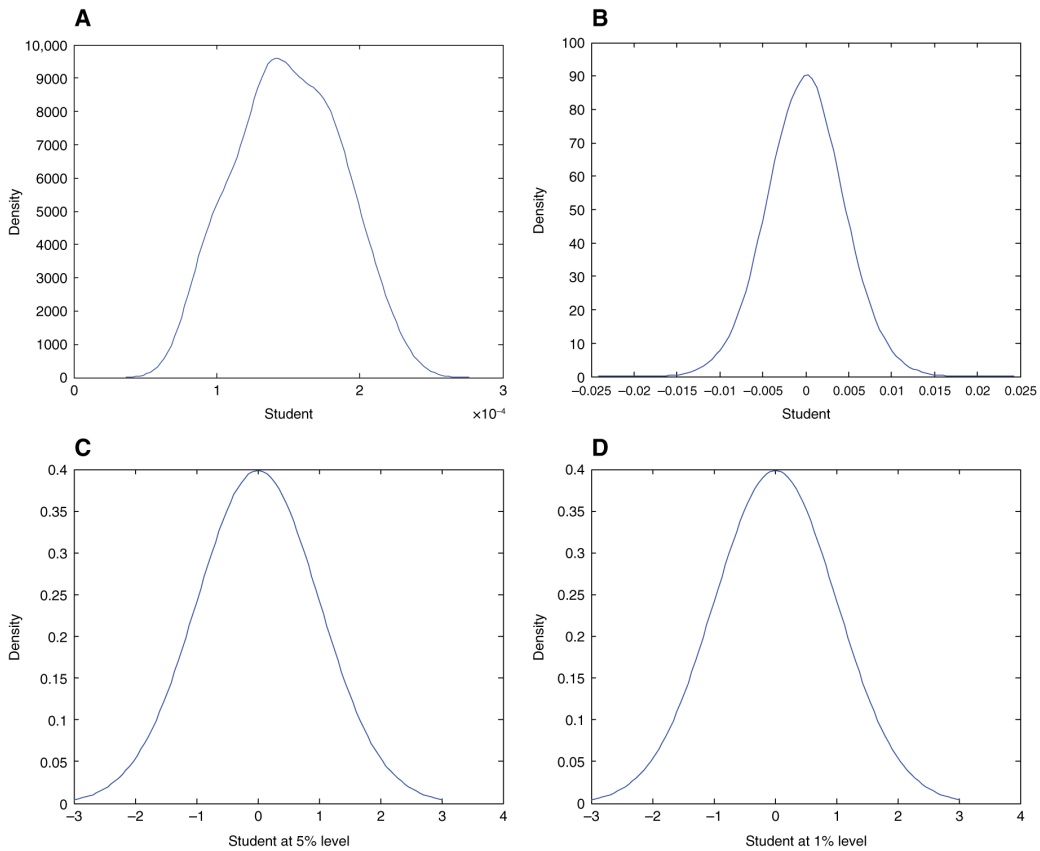 A
10,000
9000
8000
7000
6000
5000
4000
3000
2000
1000
0
Density
0 1 2 3
Student ×10⁻⁴
B
100
90
80
70
60
50
40
30
20
10
0
Density
–0.025 –0.02 –0.015 –0.01 –0.005 0 0.005 0.01 0.015 0.02 0.025
Student
C
0.4
0.35
0.3
0.25
0.2
0.15
0.1
0.05
0
Density
–3 –2 –1 0 1 2 3 4
Student at 5% level
D
0.4
0.35
0.3
0.25
0.2
0.15
0.1
0.05
0
Density
–3 –2 –1 0 1 2 3 4
Student at 1% level